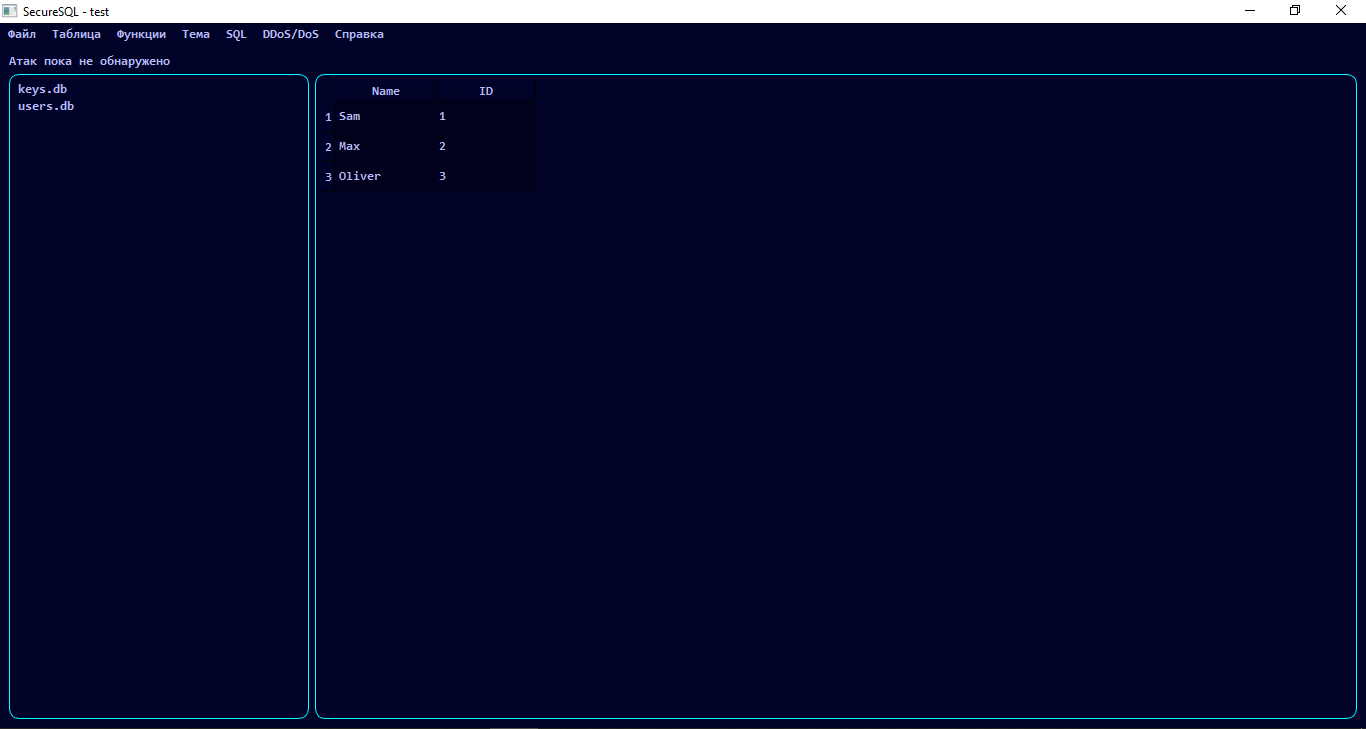 SecureSQL - test
Файл Таблица Функции Тема SQL DDoS/DoS Справка
Атак пока не обнаружено
keys.db
users.db
Name ID
1 Sam 1
2 Max 2
3 Oliver 3